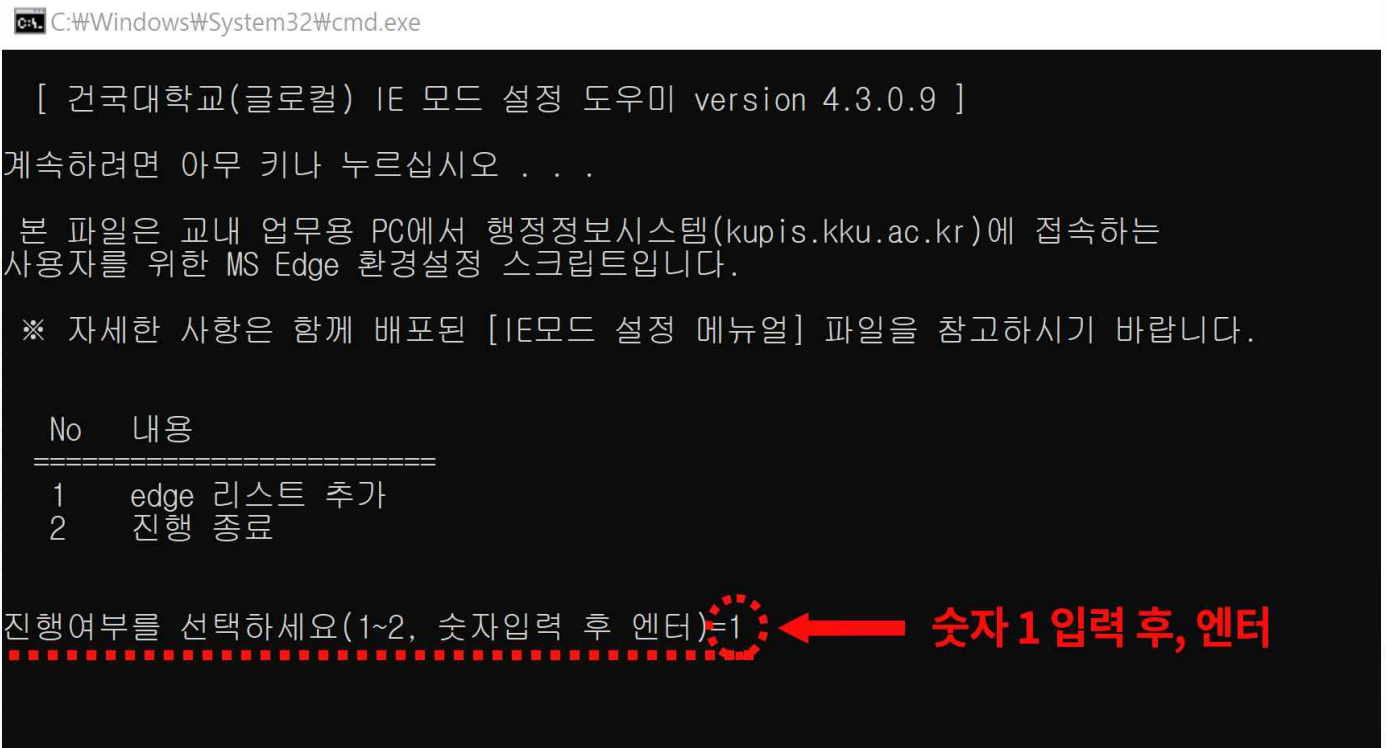 C:₩Windows₩System32₩cmd.exe
[ 건국대학교(글로컬) IE 모드 설정 도우미 version 4.3.0.9 ]
계속하려면 아무 키나 누르십시오 . . .
본 파일은 교내 업무용 PC에서 행정정보시스템(kupis.kku.ac.kr)에 접속하는
사용자를 위한 MS Edge 환경설정 스크립트입니다.
※ 자세한 사항은 함께 배포된 [IE모드 설정 메뉴얼] 파일을 참고하시기 바랍니다.
No 내용
=========================
1 edge 리스트 추가
2 진행 종료
진행여부를 선택하세요(1~2, 숫자입력 후 엔터)=1
숫자 1 입력 후, 엔터